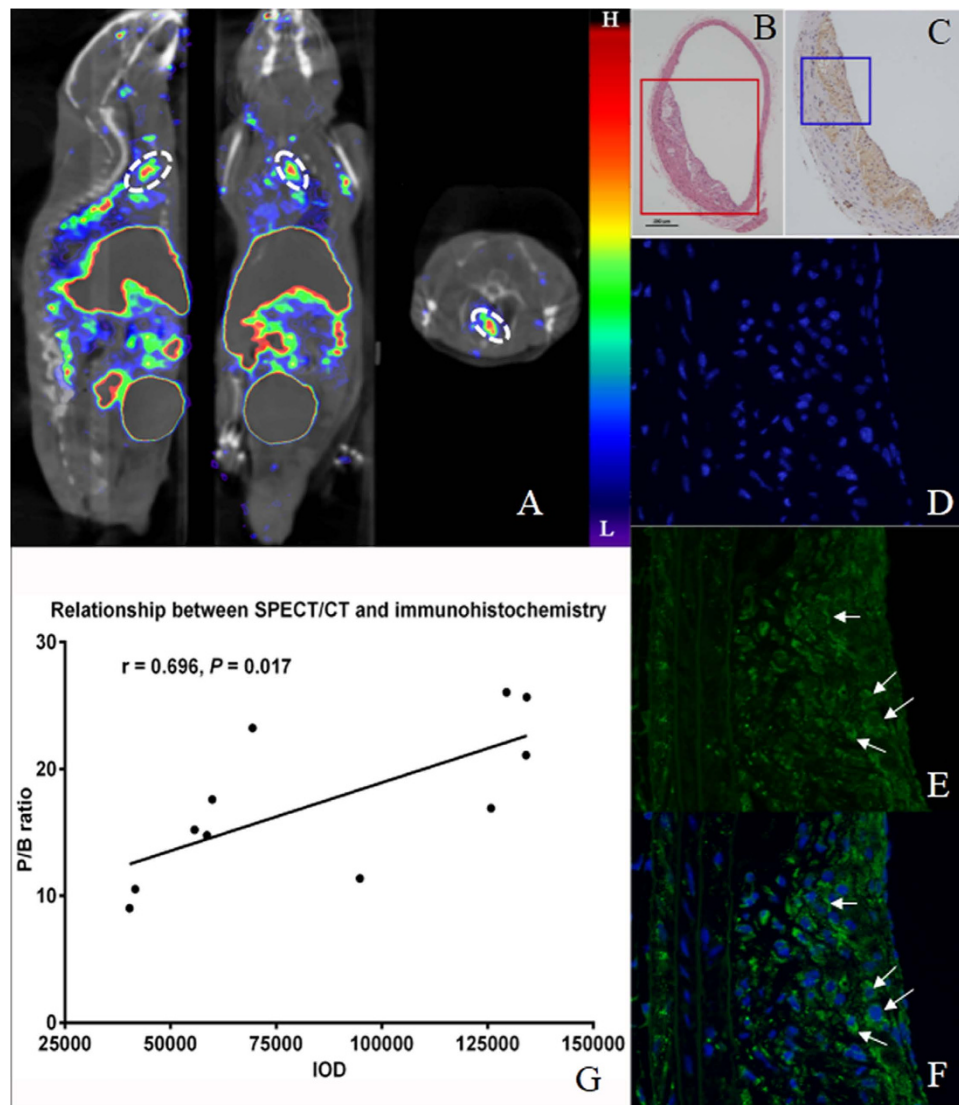 H
L
A
B
C
D
E
F
Relationship between SPECT/CT and immunohistochemistry
r = 0.696, P = 0.017
P/B ratio
30
20
10
0
25000 50000 75000 100000 125000 150000
IOD
G